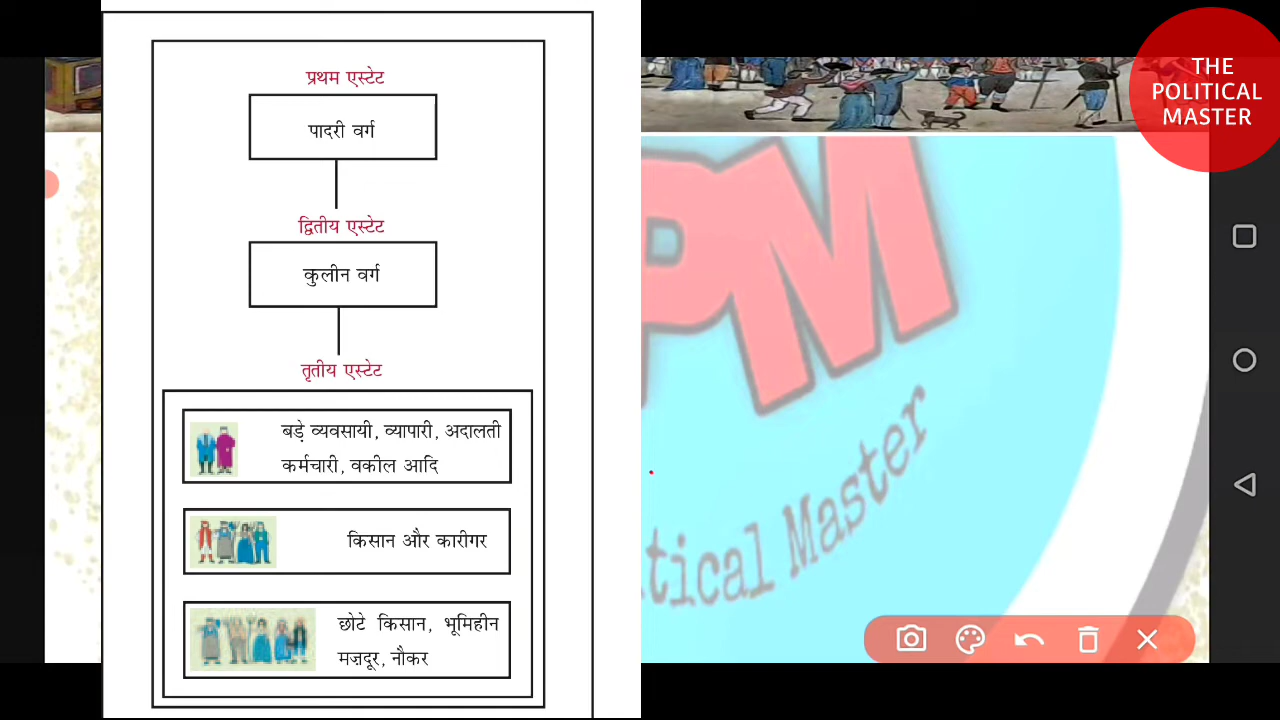 प्रथम एस्टेट
पादरी वर्ग
द्वितीय एस्टेट
कुलीन वर्ग
तृतीय एस्टेट
बड़े व्यवसायी, व्यापारी, अदालती
कर्मचारी, वकील आदि
किसान और कारीगर
छोटे किसान, भूमिहीन
मज़दूर, नौकर
THE
POLITICAL
MASTER
PM
tical Master